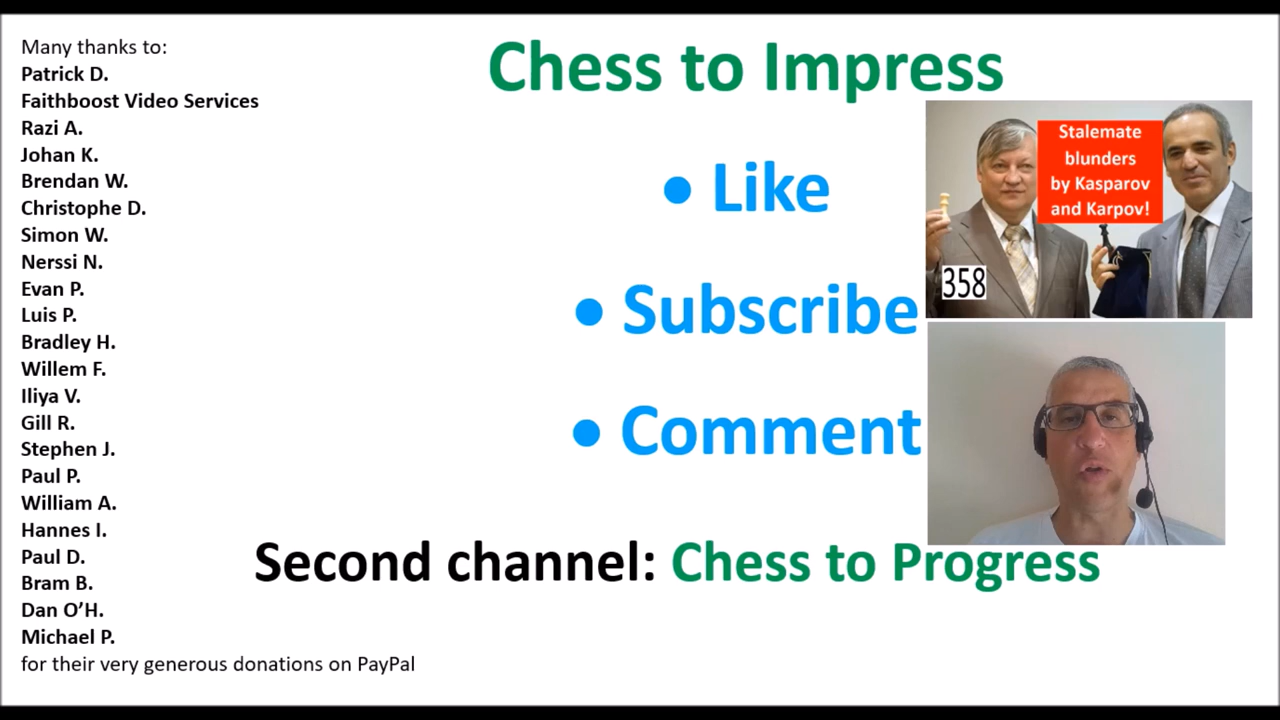 Many thanks to:
Patrick D.
Faithboost Video Services
Razi A.
Johan K.
Brendan W.
Christophe D.
Simon W.
Nerssi N.
Evan P.
Luis P.
Bradley H.
Willem F.
Iliya V.
Gill R.
Stephen J.
Paul P.
William A.
Hannes I.
Paul D.
Bram B.
Dan O’H.
Michael P.
for their very generous donations on PayPal
Chess to Impress
• Like
• Subscribe
• Comment
Stalemate
blunders
by Kasparov
and Karpov!
358
Second channel: Chess to Progress